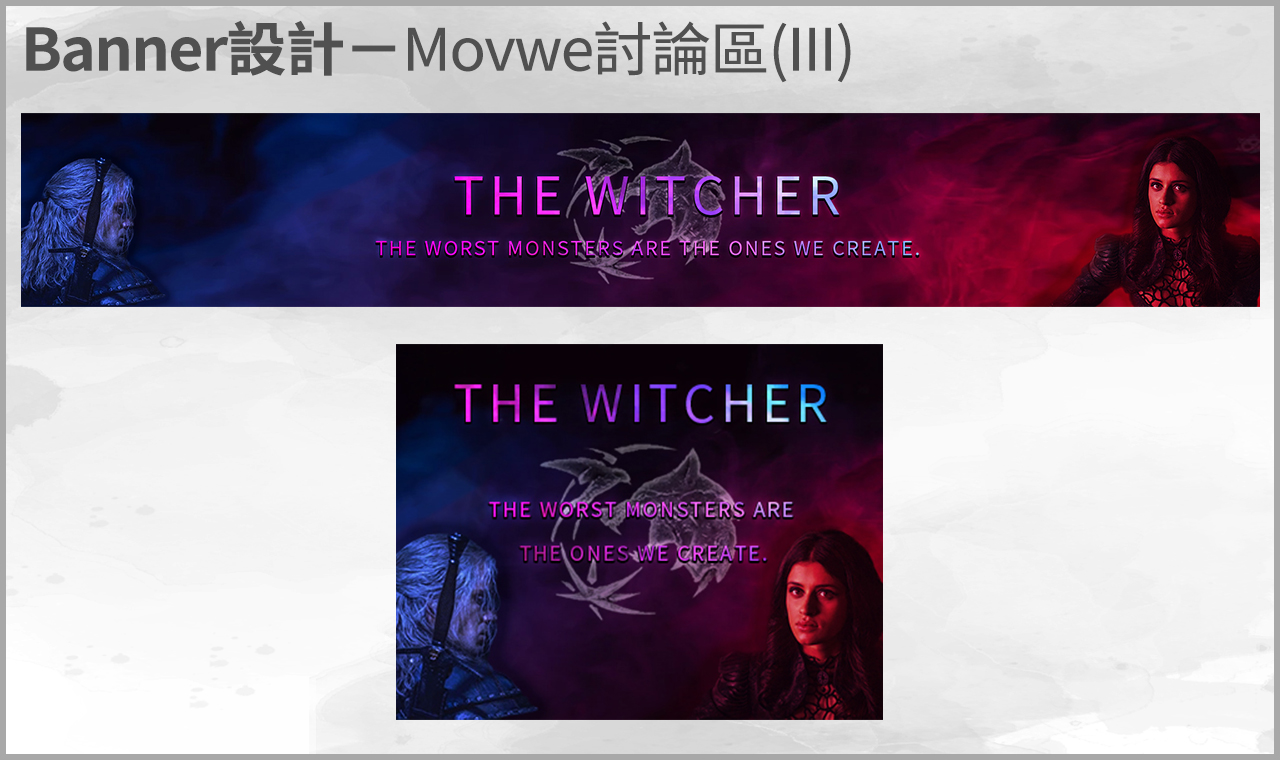 Banner設計－Movwe討論區(III)
THE WITCHER
THE WORST MONSTERS ARE THE ONES WE CREATE.
THE WITCHER
THE WORST MONSTERS ARE
THE ONES WE CREATE.